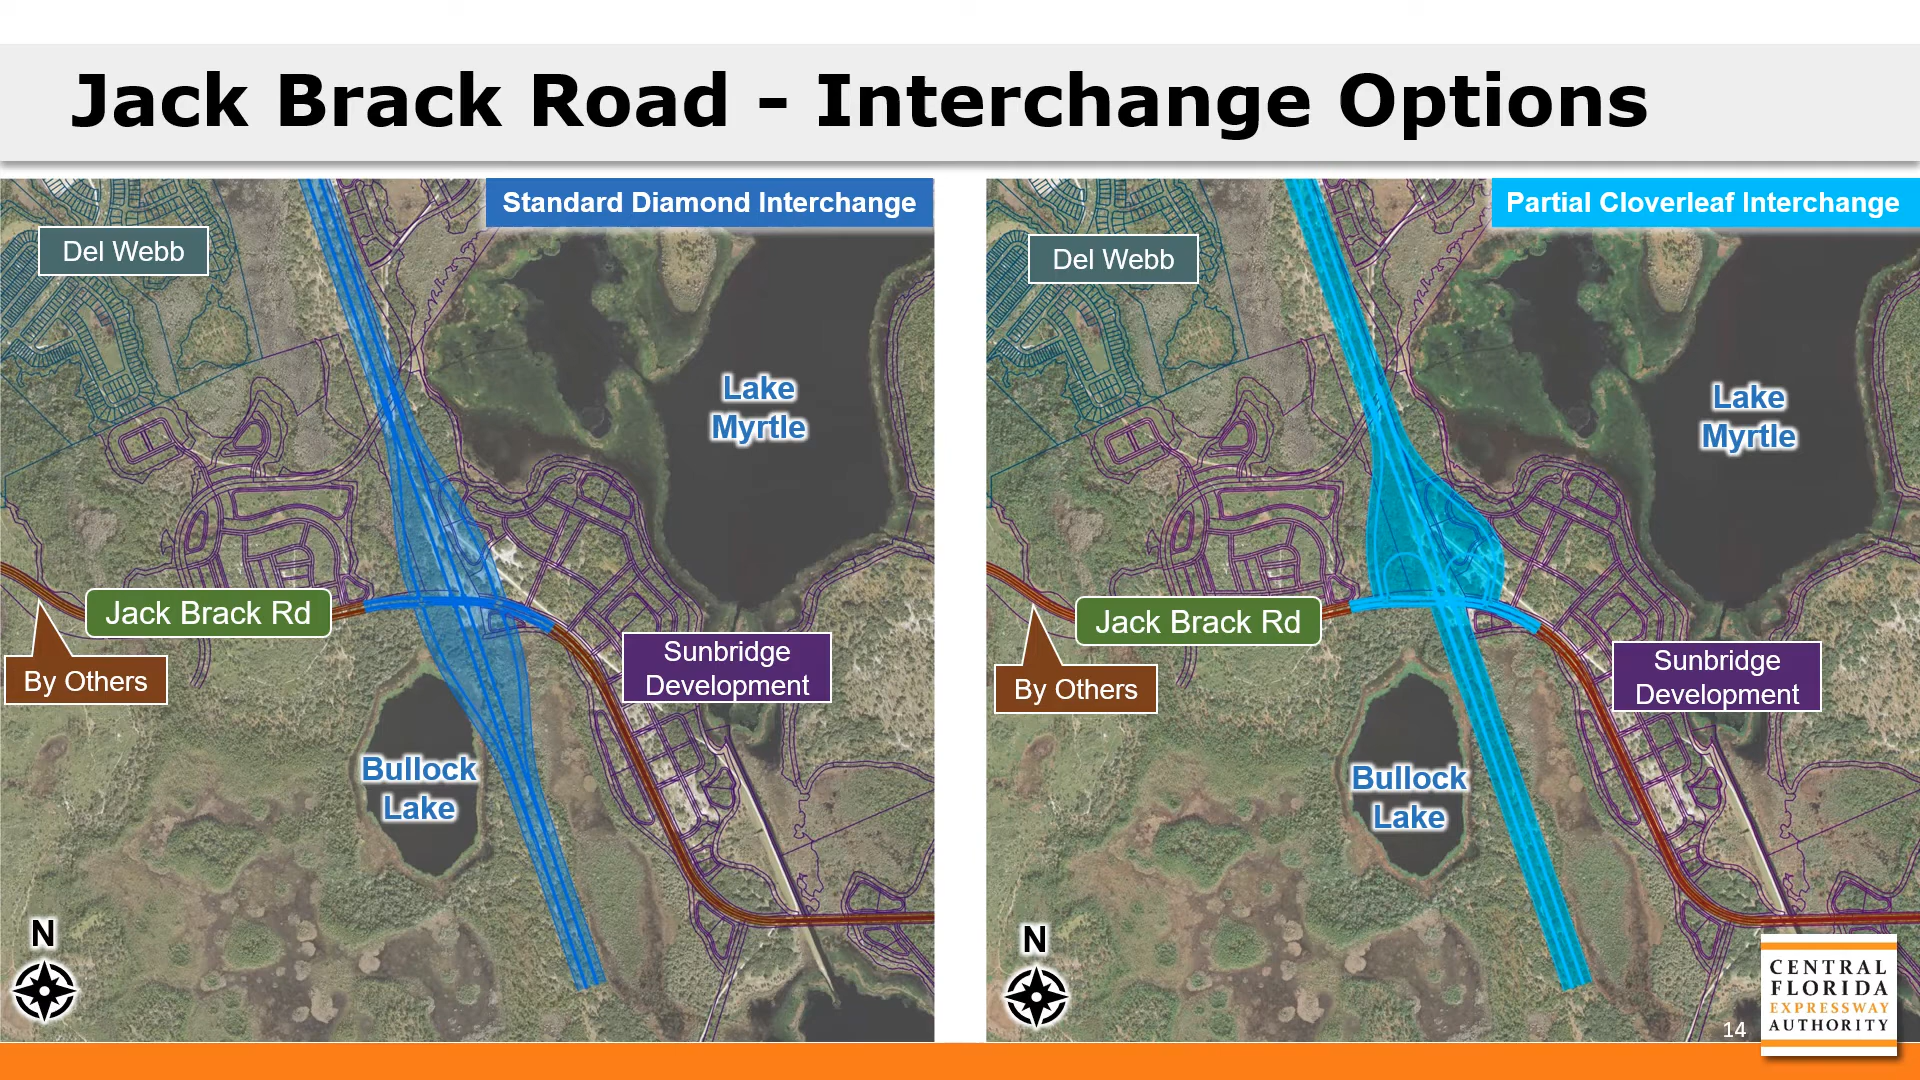 Jack Brack Road - Interchange Options
Standard Diamond Interchange
Del Webb
Lake
Myrtle
Jack Brack Rd
By Others
Sunbridge
Development
Bullock
Lake
N
Partial Cloverleaf Interchange
Del Webb
Lake
Myrtle
Jack Brack Rd
By Others
Sunbridge
Development
Bullock
Lake
N
14
CENTRAL
FLORIDA
EXPRESSWAY
AUTHORITY